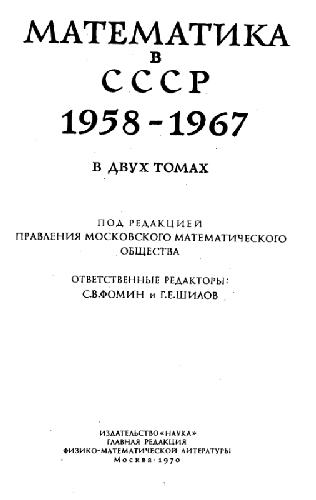 МАТЕМАТИКА
В
СССР
1958-1967
В ДВУХ ТОМАХ
ПОД РЕДАКЦИЕЙ
ПРАВЛЕНИЯ МОСКОВСКОГО МАТЕМАТИЧЕСКОГО
ОБЩЕСТВА
ОТВЕТСТВЕННЫЕ РЕДАКТОРЫ:
С.В.ФОМИН и Г.Е.ШИЛОВ
ИЗДАТЕЛЬСТВО «НАУКА»
ГЛАВНАЯ РЕДАКЦИЯ
ФИЗИКО-МАТЕМАТИЧЕСКОЙ ЛИТЕРАТУРЫ
Москва·1970